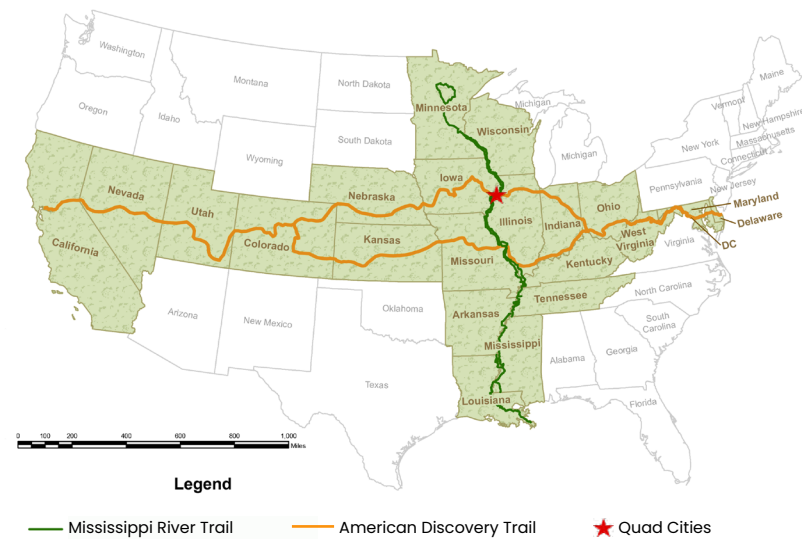 Washington
Montana
North Dakota
Minnesota
Michigan
Maine
Oregon
Idaho
Wyoming
South Dakota
Wisconsin
Michigan
Vermont
New Hampshire
New York
Massachusetts
Connecticut
Nevada
Utah
Nebraska
Iowa
Illinois
Indiana
Ohio
Pennsylvania
New Jersey
Maryland
Delaware
DC
California
Colorado
Kansas
Missouri
West
Virginia
Virginia
Kentucky
Arizona
New Mexico
Oklahoma
Arkansas
Tennessee
North Carolina
South
Carolina
Mississippi
Alabama
Georgia
Texas
Louisiana
Florida
0 100 200 400 600 800 1,000
Miles
Legend
Mississippi River Trail
American Discovery Trail
Quad Cities